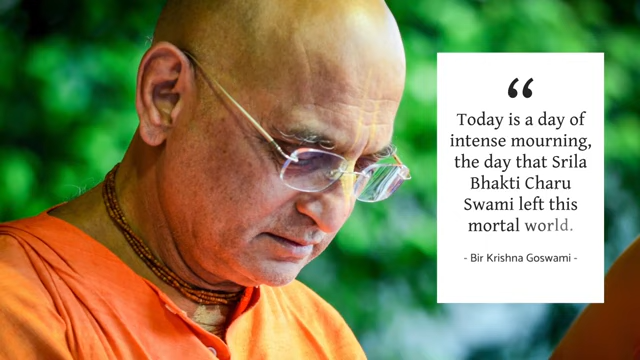 “
Today is a day of
intense mourning,
the day that Srila
Bhakti Charu
Swami left this
mortal world.
- Bir Krishna Goswami -